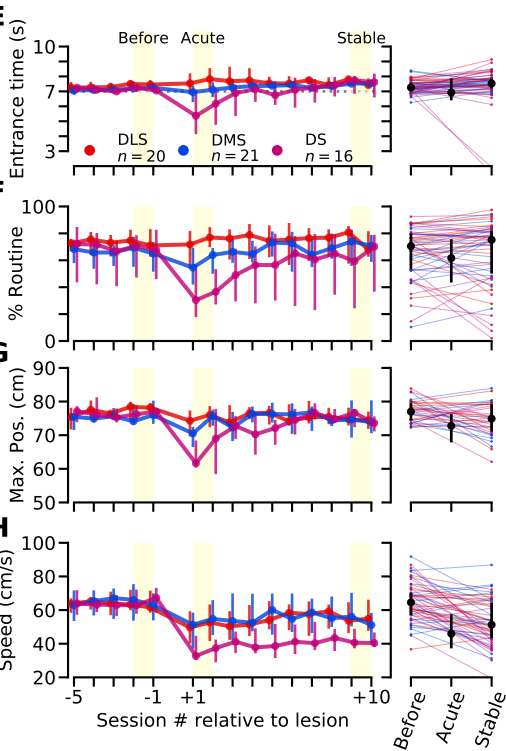 Before Acute Stable
Entrance time (s)
10
7
3
DLS
n=20
DMS
n=21
DS
n=16
% Routine
100
0
Max. Pos. (cm)
90
80
70
60
50
Speed (cm/s)
100
80
60
40
20
-5 -1 +1 +10
Session # relative to lesion
Before
Acute
Stable